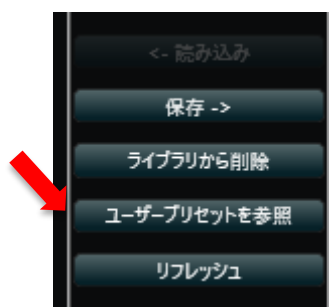 <- 読み込み
保存 ->
ライブラリから削除
ユーザープリセットを参照
リフレッシュ